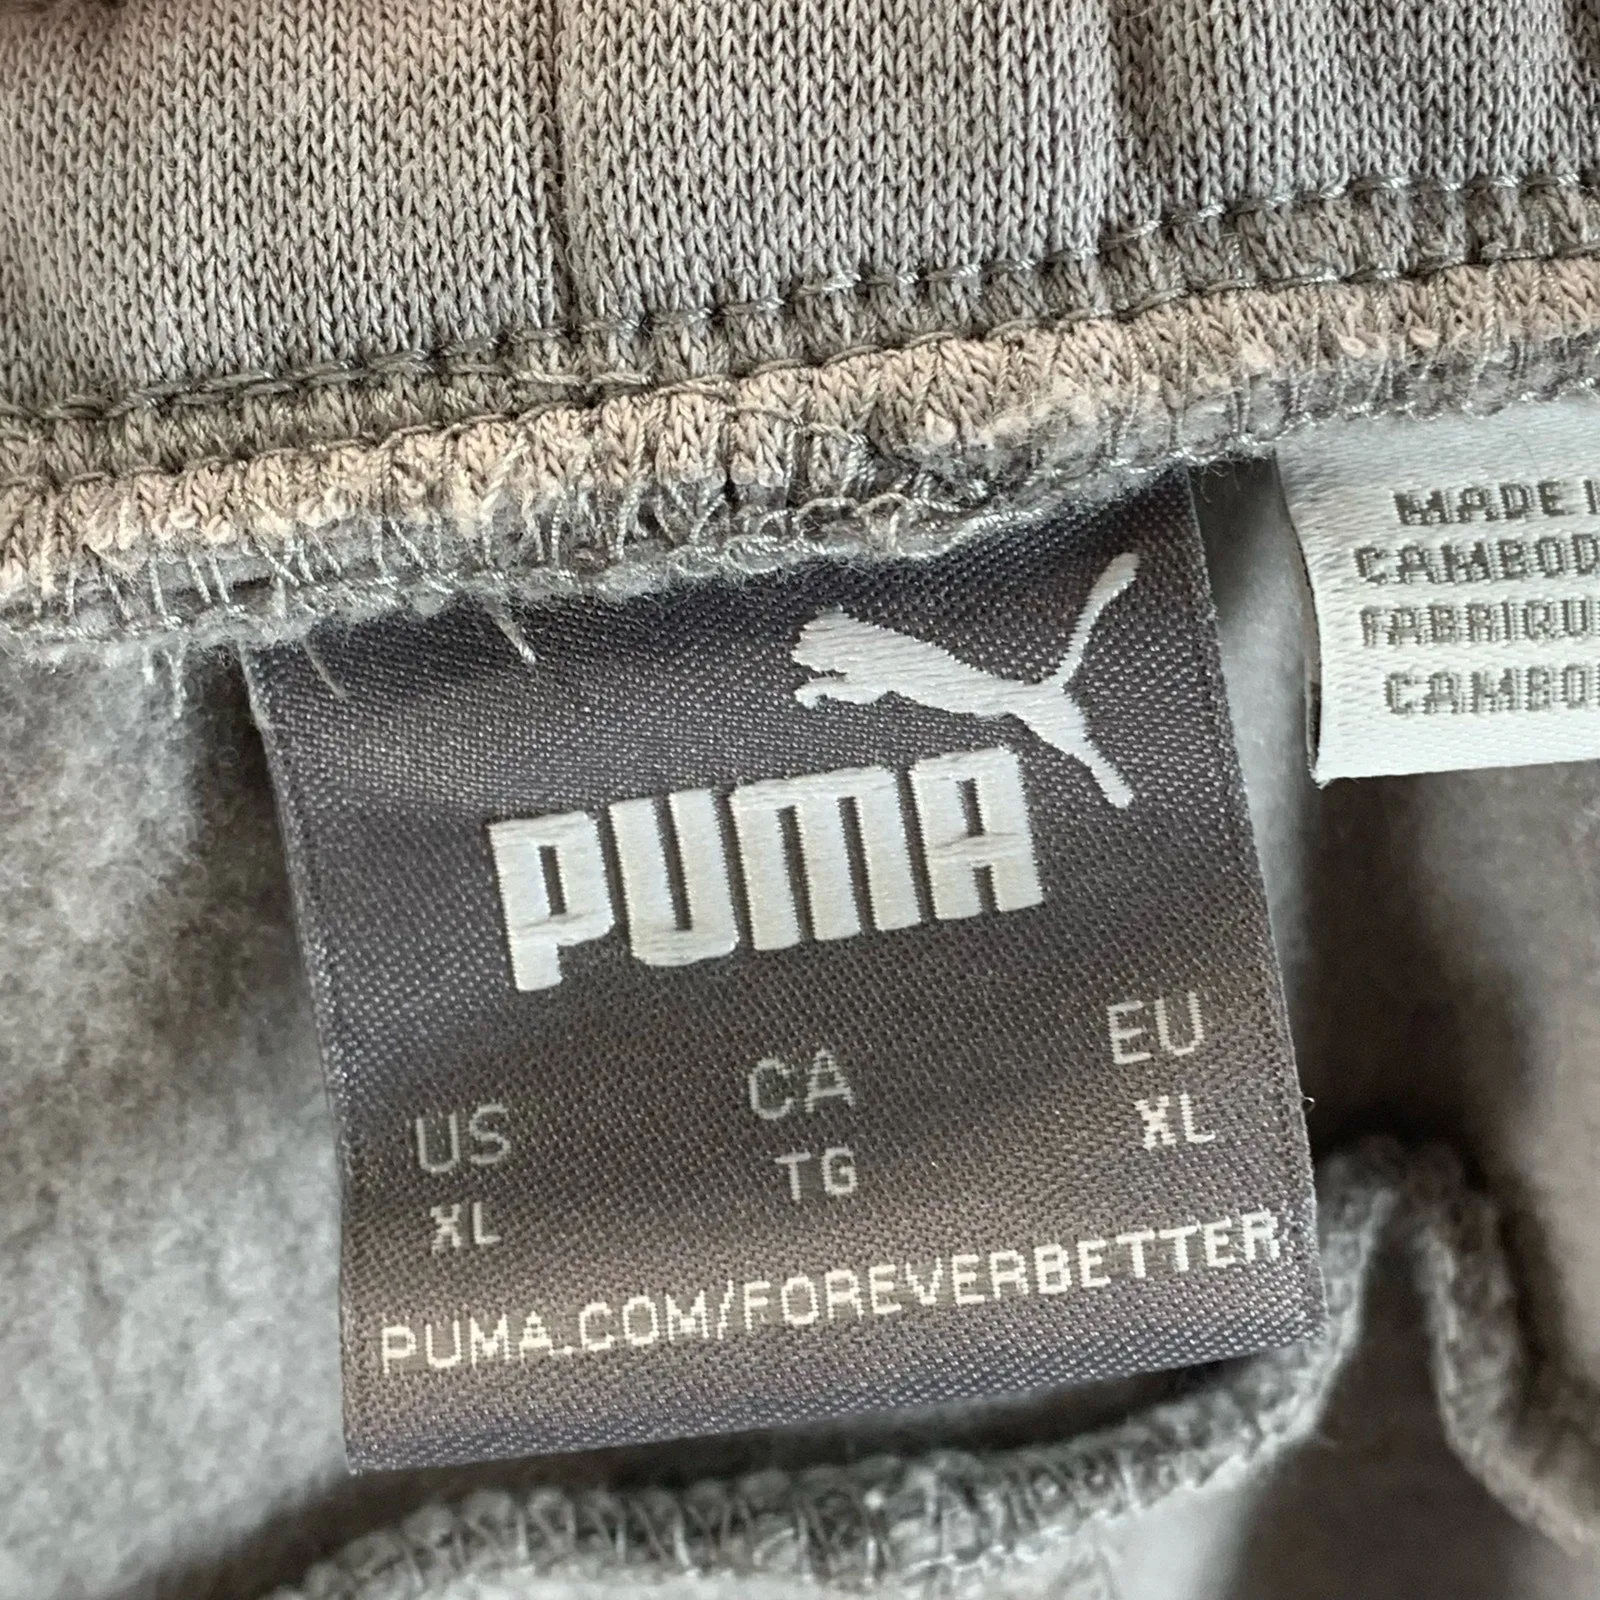 PUMA
US CA EU
XL TG XL
PUMA.COM/FOREVERBETTER
MADE I
CAMBOD
FABRIQU
CAMBO